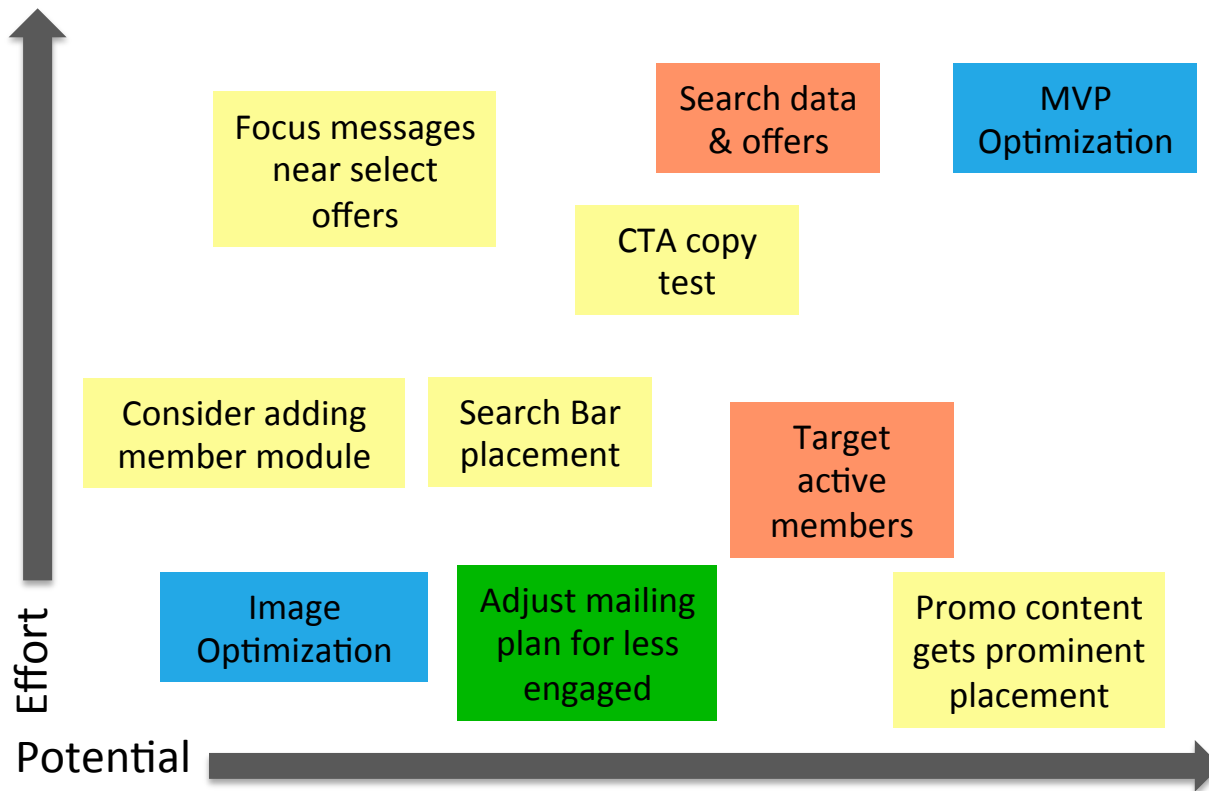 Search data
& offers
MVP
Optimization
Focus messages
near select
offers
CTA copy
test
Consider adding
member module
Search Bar
placement
Target
active
members
Image
Optimization
Adjust mailing
plan for less
engaged
Promo content
gets prominent
placement
Effort
Potential